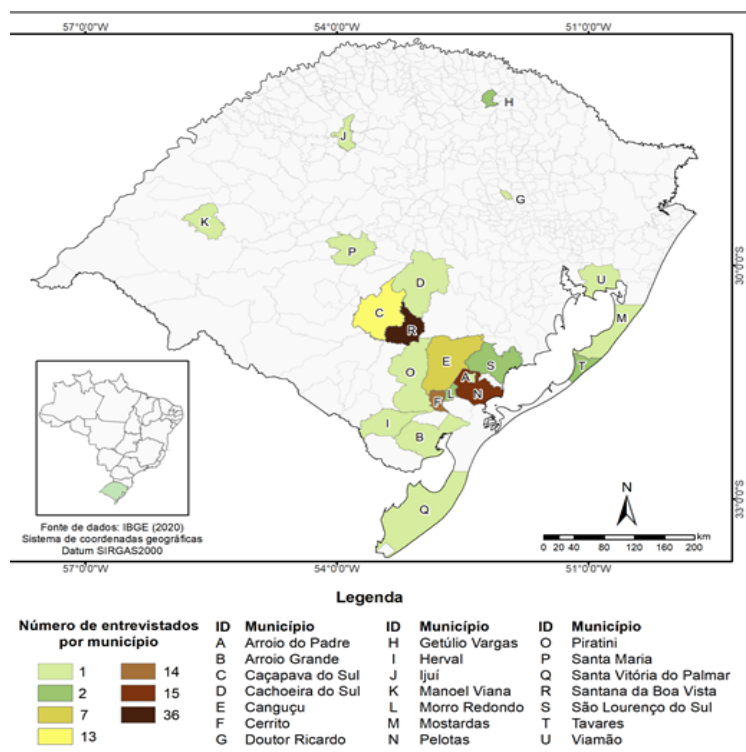 57°0'0"W 54°0'0"W 51°0'0"W
H
J
G
K
P
30°0'0"S
D
U
C
M
R
E
S
T
O
A
L
N
F
I
B
N
Q
33°0'0"S
0 20 40 80 120 160 200 km
Fonte de dados: IBGE (2020)
Sistema de coordenadas geográficas
Datum SIRGAS2000
57°0'0"W 54°0'0"W 51°0'0"W
Legenda
Número de entrevistados
por município
1 14
2 15
7 36
13
ID Município
A Arroio do Padre
B Arroio Grande
C Caçapava do Sul
D Cachoeira do Sul
E Canguçu
F Cerrito
G Doutor Ricardo
ID Município
H Getúlio Vargas
I Herval
J Ijuí
K Manoel Viana
L Morro Redondo
M Mostardas
N Pelotas
ID Município
O Piratini
P Santa Maria
Q Santa Vitória do Palmar
R Santana da Boa Vista
S São Lourenço do Sul
T Tavares
U Viamão